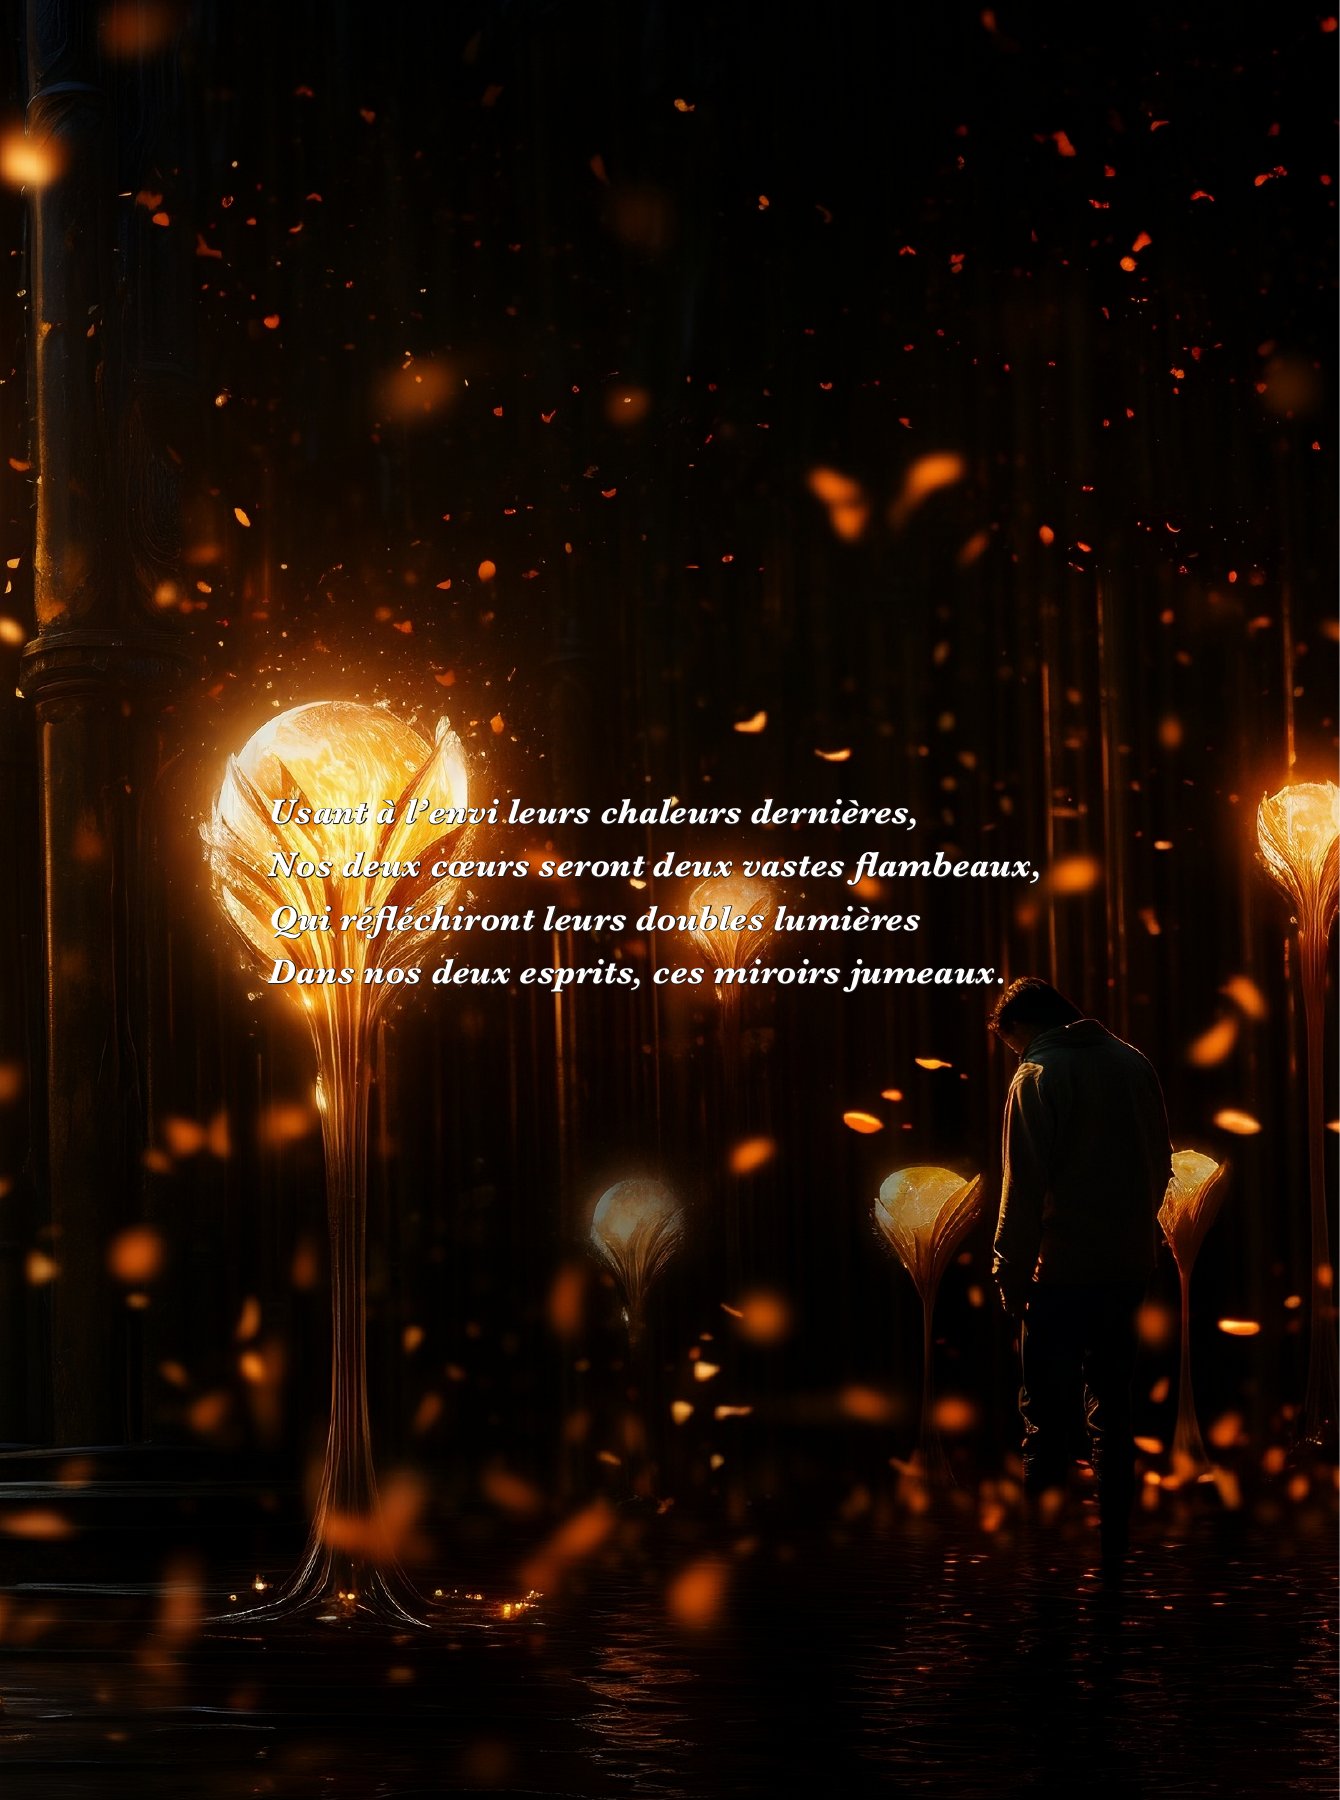 Usant à l’envi leurs chaleurs dernières,
Nos deux cœurs seront deux vastes flambeaux,
Qui réfléchiront leurs doubles lumières
Dans nos deux esprits, ces miroirs jumeaux.